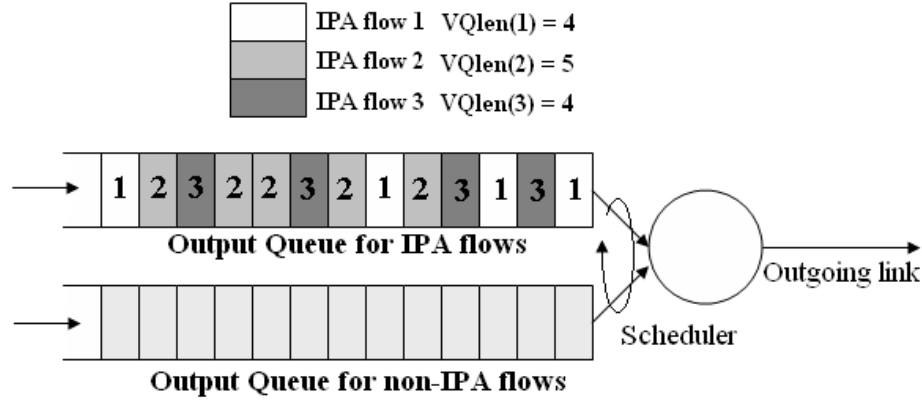 IPA flow 1 VQlen(1) = 4
IPA flow 2 VQlen(2) = 5
IPA flow 3 VQlen(3) = 4
1 2 3 2 2 3 2 1 2 3 1 3 1
Output Queue for IPA flows
Outgoing link
Scheduler
Output Queue for non-IPA flows